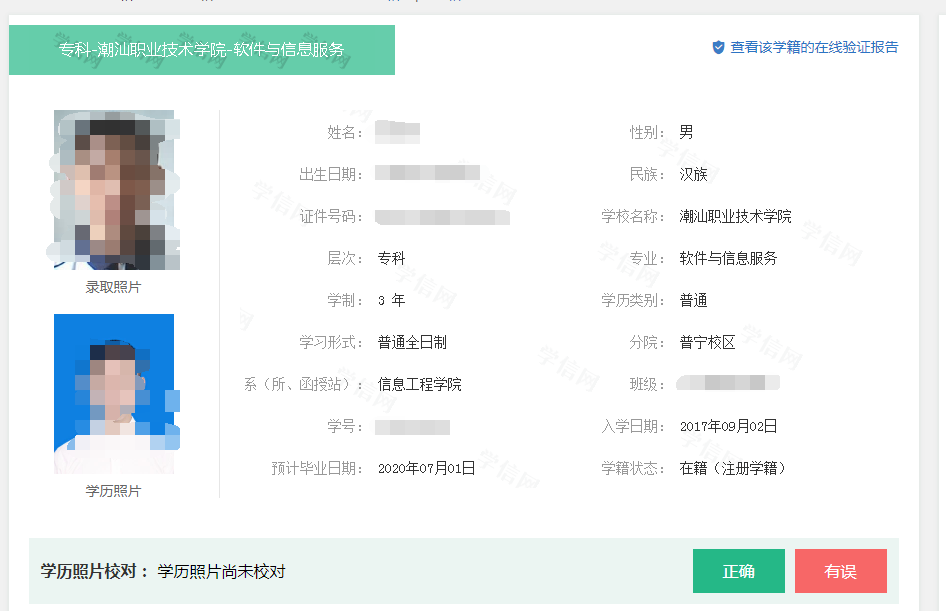 专科-潮汕职业技术学院-软件与信息服务
查看该学籍的在线验证报告
录取照片
学历照片
姓名：
性别： 男
出生日期：
民族： 汉族
证件号码：
学校名称： 潮汕职业技术学院
层次： 专科
专业： 软件与信息服务
学制： 3 年
学历类别： 普通
学习形式： 普通全日制
分院： 普宁校区
系（所、函授站）： 信息工程学院
班级：
学号：
入学日期： 2017年09月02日
预计毕业日期： 2020年07月01日
学籍状态： 在籍（注册学籍）
学历照片校对： 学历照片尚未校对
正确
有误
学信网